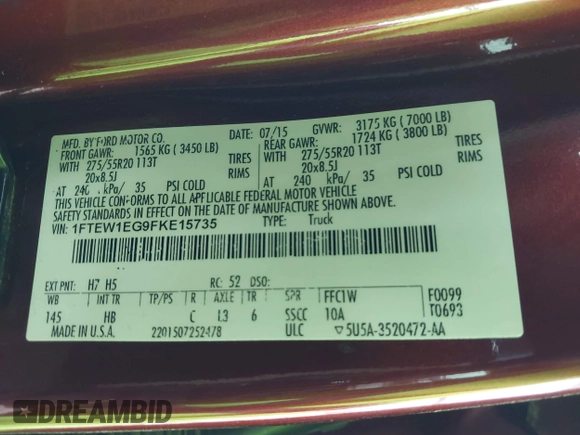 MFD. BY FORD MOTOR CO. DATE: 07/15 GVWR: 3175 KG ( 7000 LB)
FRONT GAWR: 1565 KG ( 3450 LB) REAR GAWR: 1724 KG ( 3800 LB)
WITH 275/55R20 113T TIRES WITH 275/55R20 113T TIRES
20x8.5J RIMS 20x8.5J RIMS
AT 240 kPa/ 35 PSI COLD AT 240 kPa/ 35 PSI COLD
THIS VEHICLE CONFORMS TO ALL APPLICABLE FEDERAL MOTOR VEHICLE
SAFETY STANDARDS IN EFFECT ON THE DATE OF MANUFACTURE SHOWN ABOVE.
VIN: 1FTEW1EG9FKE15735 TYPE: Truck
EXT PNT: H7 H5 RC: 52 DSO:
WB INT TR TP/PS R AXLE TR SPR FFC1W F0099
145 HB C L3 6 SSCC 10A T0693
MADE IN U.S.A. 2201507252478 ULC ▽5U5A-3520472-AA
DREAMBID